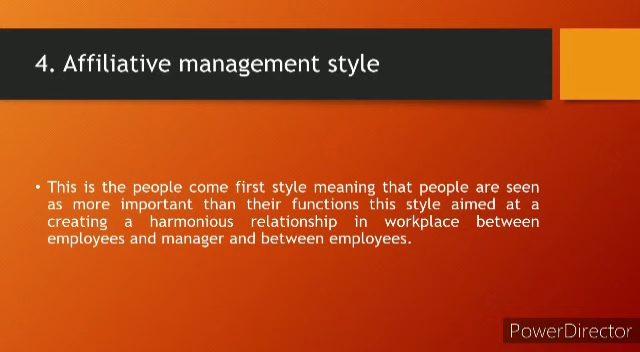 4. Affiliative management style
• This is the people come first style meaning that people are seen
as more important than their functions this style aimed at a
creating a harmonious relationship in workplace between
employees and manager and between employees.
PowerDirector